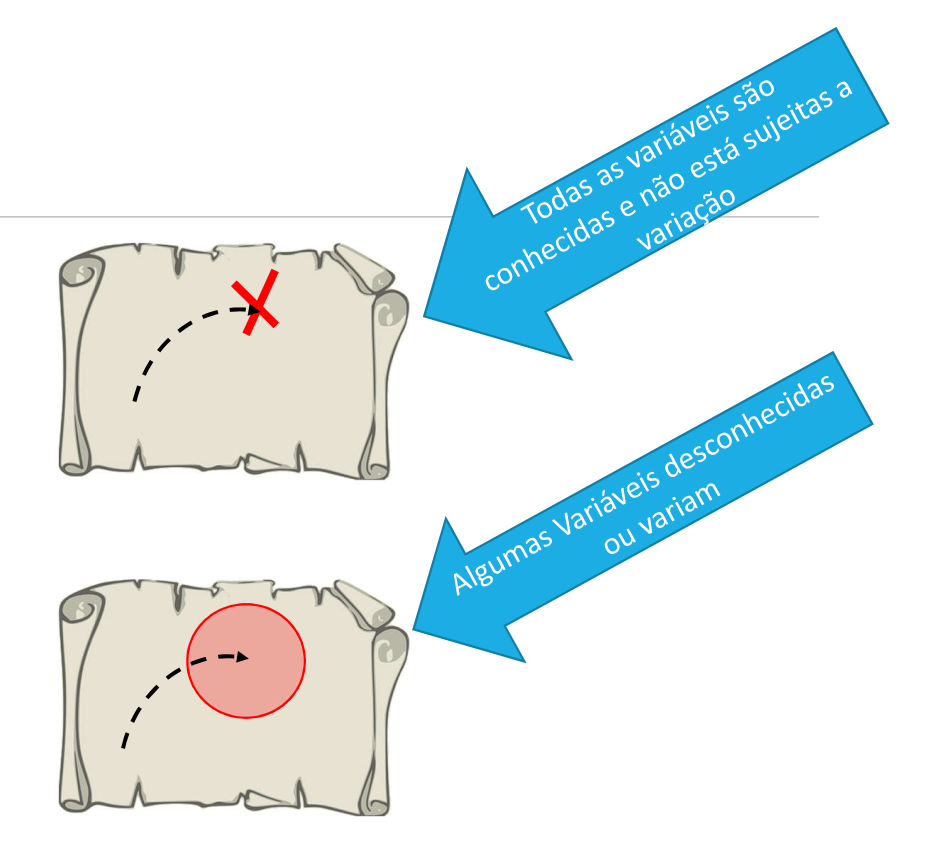 Todas as variáveis são
conhecidas e não está sujeitas a
variação
Algumas Variáveis desconhecidas
ou variam